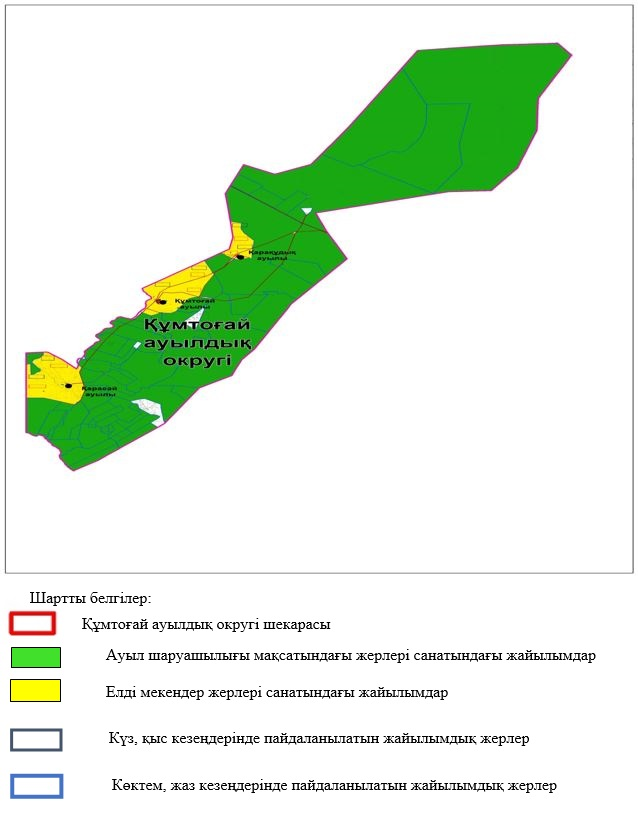 Қарақұдық
ауылы
Құмтоғай
ауылы
Құмтоғай
ауылдық
округі
Қарасай
ауылы
Шартты белгілер:
Құмтоғай ауылдық округі шекарасы
Ауыл шаруашылығы мақсатындағы жерлері санатындағы жайылымдар
Елді мекендер жерлері санатындағы жайылымдар
Күз, қыс кезеңдерінде пайдаланылатын жайылымдық жерлер
Көктем, жаз кезеңдерінде пайдаланылатын жайылымдық жерлер